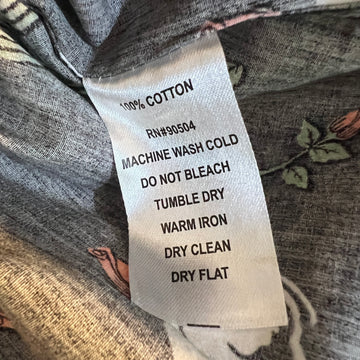 100% COTTON
RN#90504
MACHINE WASH COLD
DO NOT BLEACH
TUMBLE DRY
WARM IRON
DRY CLEAN
DRY FLAT